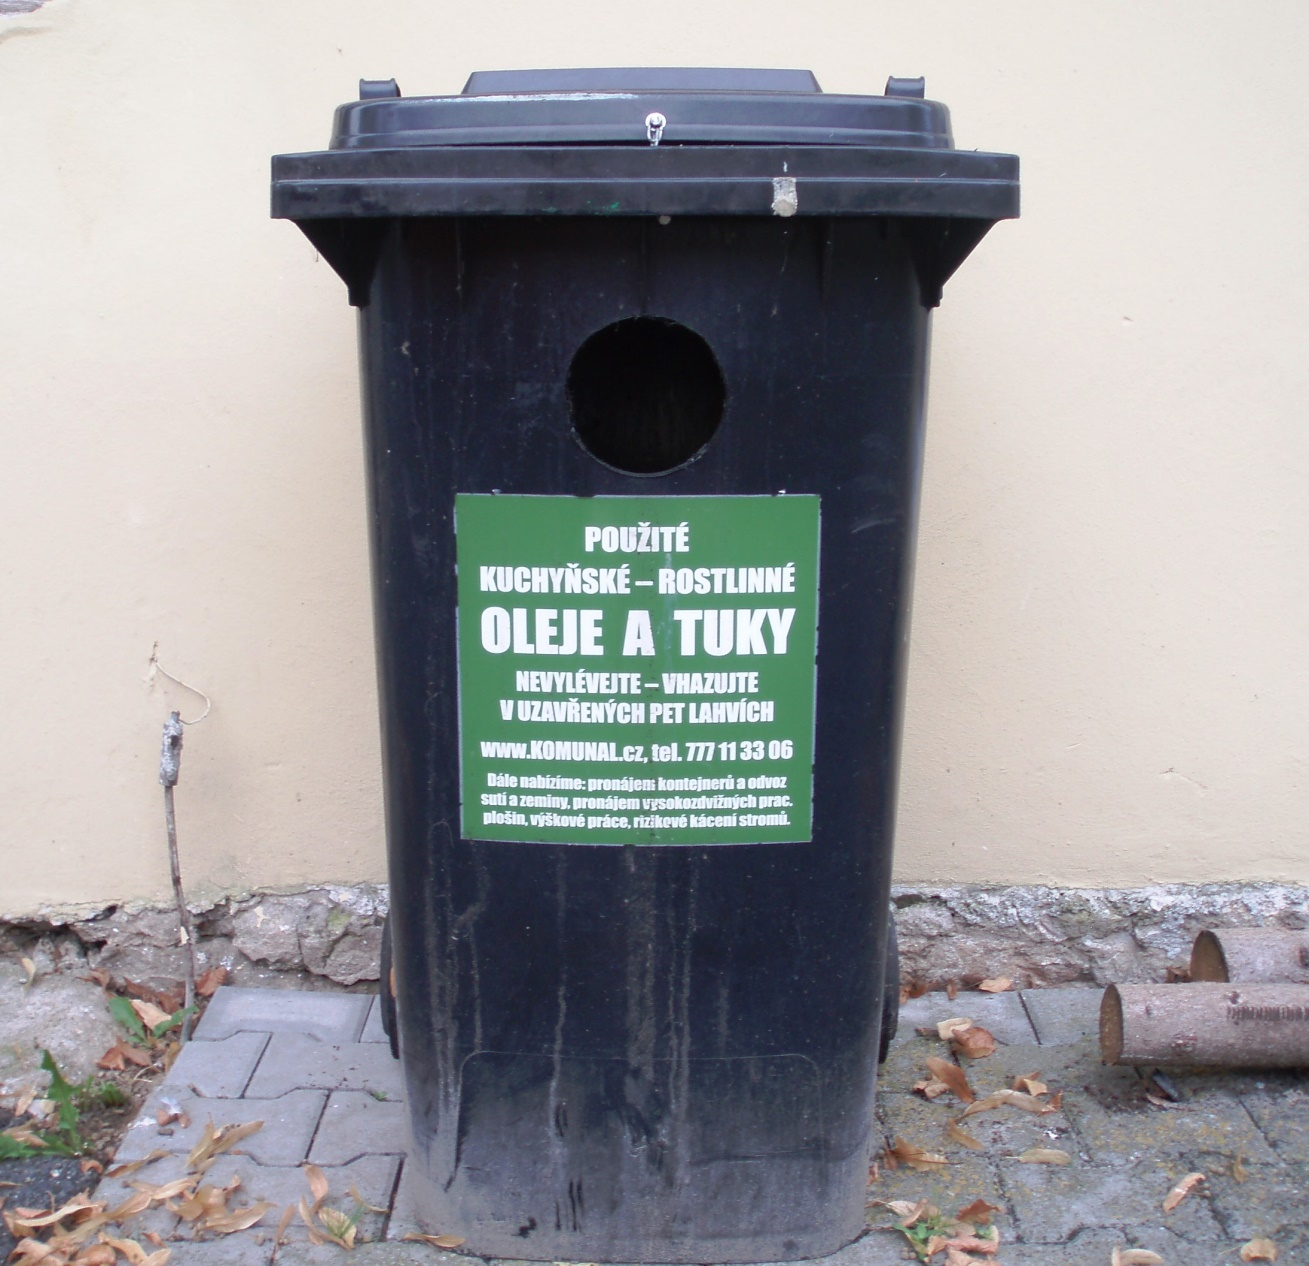 POUŽITÉ
KUCHYŇSKÉ – ROSTLINNÉ
OLEJE A TUKY
NEVYLÉVEJTE – VHAZUJTE
V UZAVŘENÝCH PET LAHVÍCH
www.KOMUNAL.cz, tel. 777 11 33 06
Dále nabízíme: pronájem kontejnerů a odvoz
sutí a zeminy, pronájem vysokozdvižných prac.
plošin, výškové práce, rizikové kácení stromů.